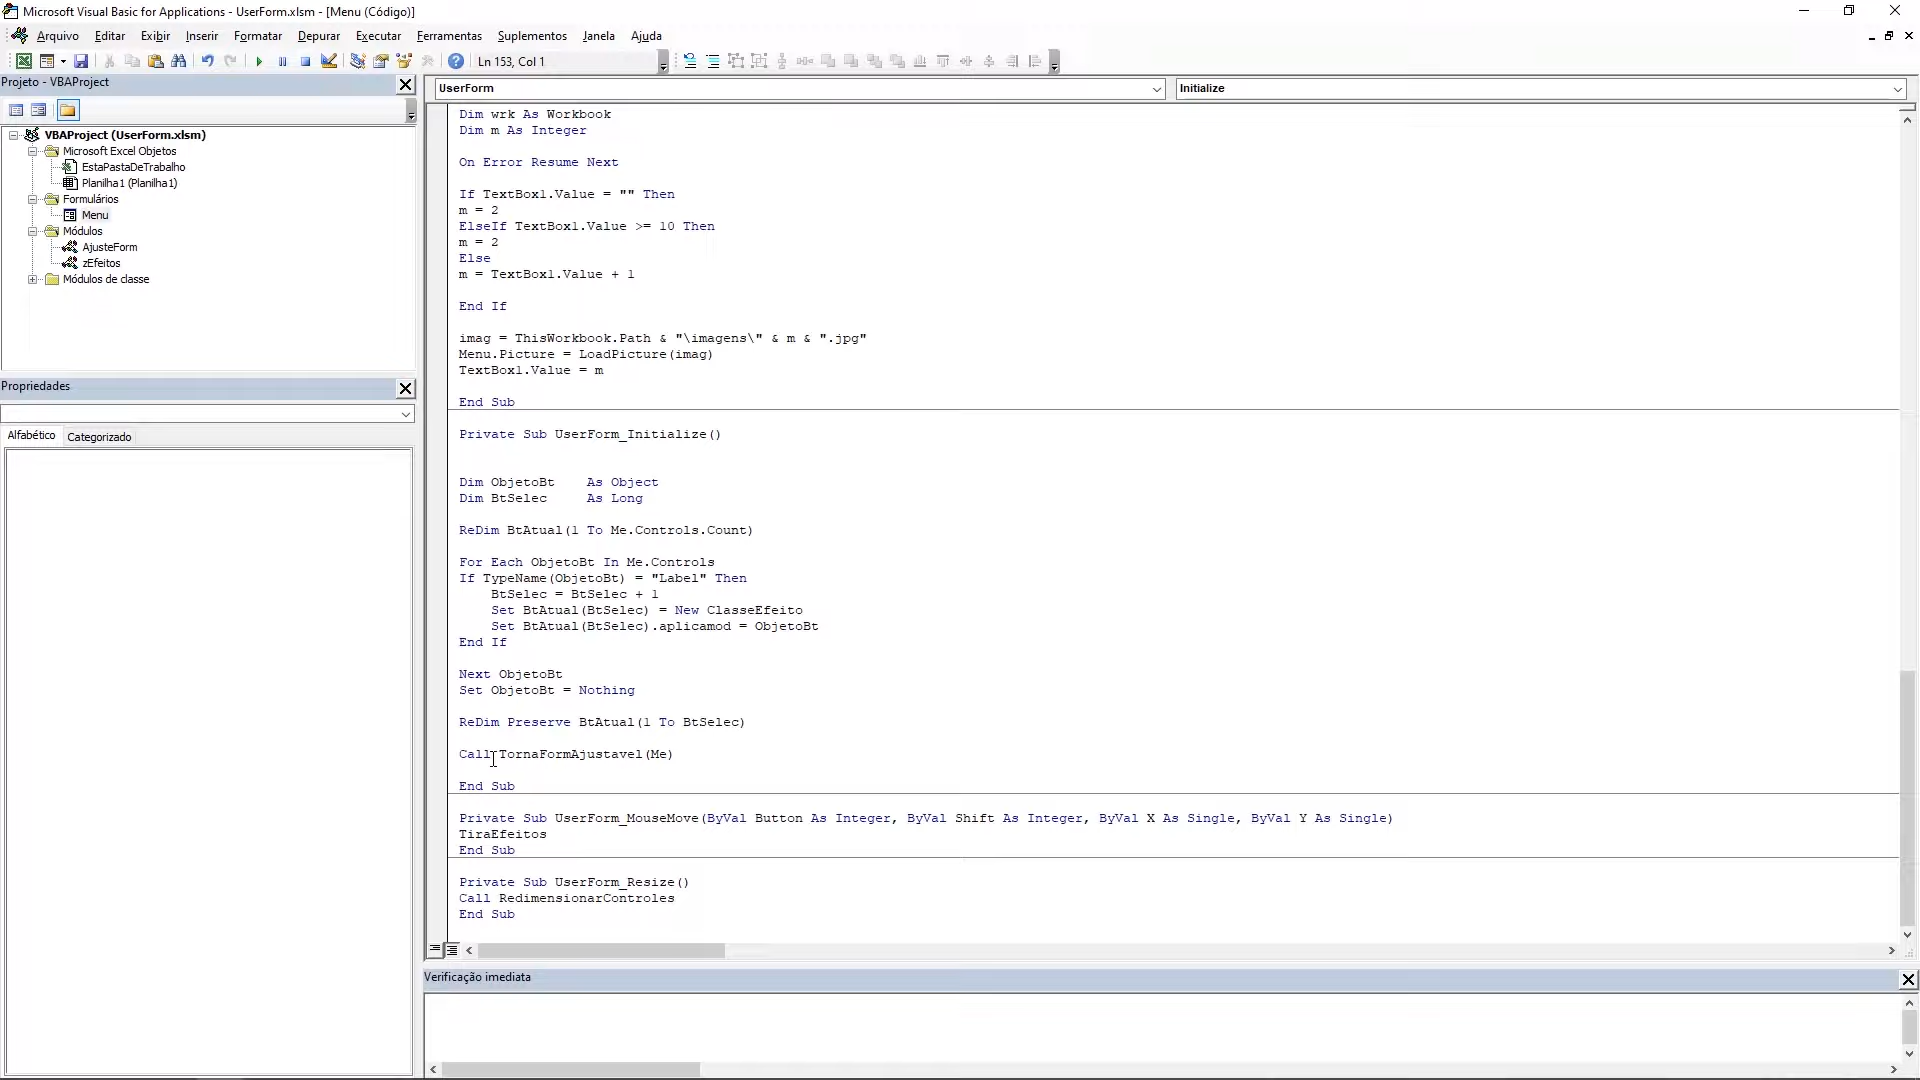 Microsoft Visual Basic for Applications - UserForm.xlsm - [Menu (Código)]
Arquivo Editar Exibir Inserir Formatar Depurar Executar Ferramentas Suplementos Janela Ajuda
Ln 153, Col 1
Projeto - VBAProject
VBAProject (UserForm.xlsm)
Microsoft Excel Objetos
EstaPastaDeTrabalho
Planilha1 (Planilha1)
Formulários
Menu
Módulos
AjusteForm
zEfeitos
Módulos de classe
Propriedades
Alfabético Categorizado
UserForm Initialize
Dim wrk As Workbook
Dim m As Integer
On Error Resume Next
If TextBox1.Value = "" Then
m = 2
ElseIf TextBox1.Value >= 10 Then
m = 2
Else
m = TextBox1.Value + 1
End If
imag = ThisWorkbook.Path & "\imagens\" & m & ".jpg"
Menu.Picture = LoadPicture(imag)
TextBox1.Value = m
End Sub
Private Sub UserForm_Initialize()
Dim ObjetoBt As Object
Dim BtSelec As Long
ReDim BtAtual(1 To Me.Controls.Count)
For Each ObjetoBt In Me.Controls
If TypeName(ObjetoBt) = "Label" Then
BtSelec = BtSelec + 1
Set BtAtual(BtSelec) = New ClasseEfeito
Set BtAtual(BtSelec).aplicamod = ObjetoBt
End If
Next ObjetoBt
Set ObjetoBt = Nothing
ReDim Preserve BtAtual(1 To BtSelec)
Call TornaFormAjustavel(Me)
End Sub
Private Sub UserForm_MouseMove(ByVal Button As Integer, ByVal Shift As Integer, ByVal X As Single, ByVal Y As Single)
TiraEfeitos
End Sub
Private Sub UserForm_Resize()
Call RedimensionarControles
End Sub
Verificação imediata